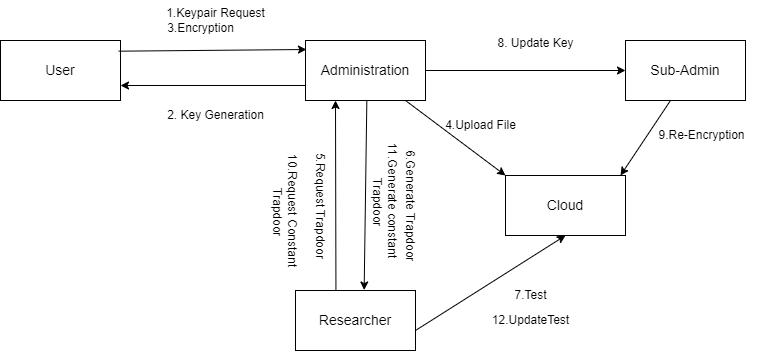 1.Keypair Request
3.Encryption
User
Administration
8. Update Key
Sub-Admin
2. Key Generation
4.Upload File
9.Re-Encryption
10.Request Constant
Trapdoor
5.Request Trapdoor
6.Generate Trapdoor
11.Generate constant
Trapdoor
Cloud
7.Test
12.UpdateTest
Researcher